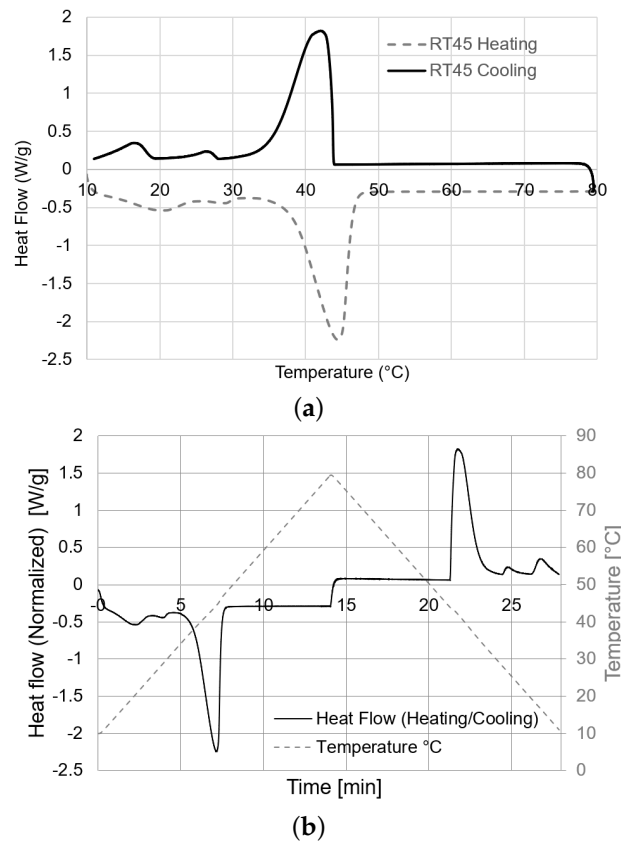 2
1.5
1
0.5
0
-0.5
-1
-1.5
-2
-2.5
Heat Flow (W/g)
RT45 Heating
RT45 Cooling
10 20 30 40 50 60 70 80
Temperature (°C)
(a)
2
1.5
1
0.5
0
-0.5
-1
-1.5
-2
-2.5
Heat flow (Normalized) [W/g]
-0 5 10 15 20 25
Heat Flow (Heating/Cooling)
Temperature °C
90
80
70
60
50
40
30
20
10
0
Temperature [°C]
Time [min]
(b)